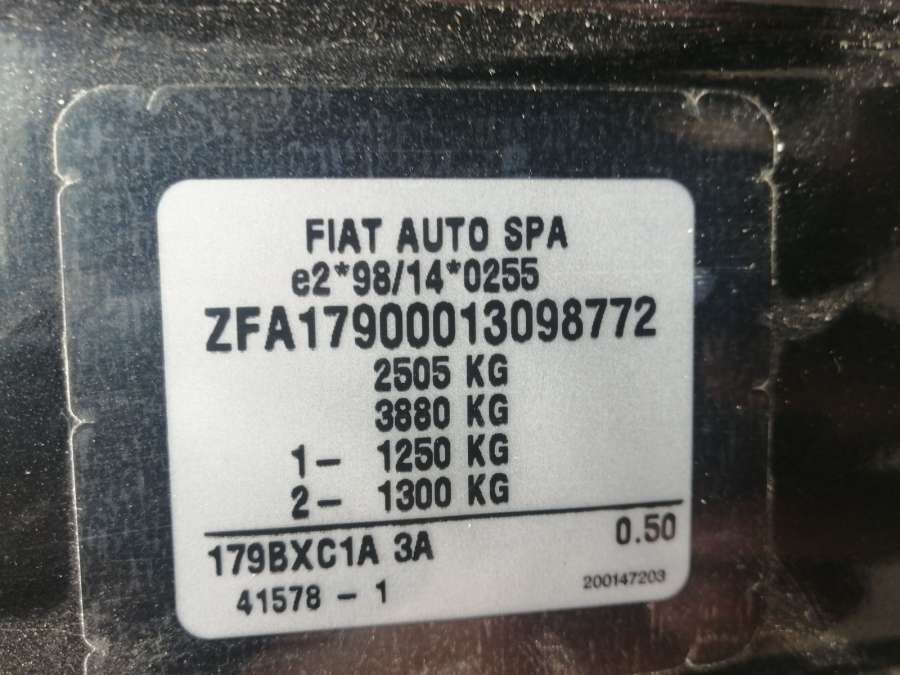 FIAT AUTO SPA
e2*98/14*0255
ZFA17900013098772
2505 KG
3880 KG
1- 1250 KG
2- 1300 KG
179BXC1A 3A 0.50
41578 - 1 200147203